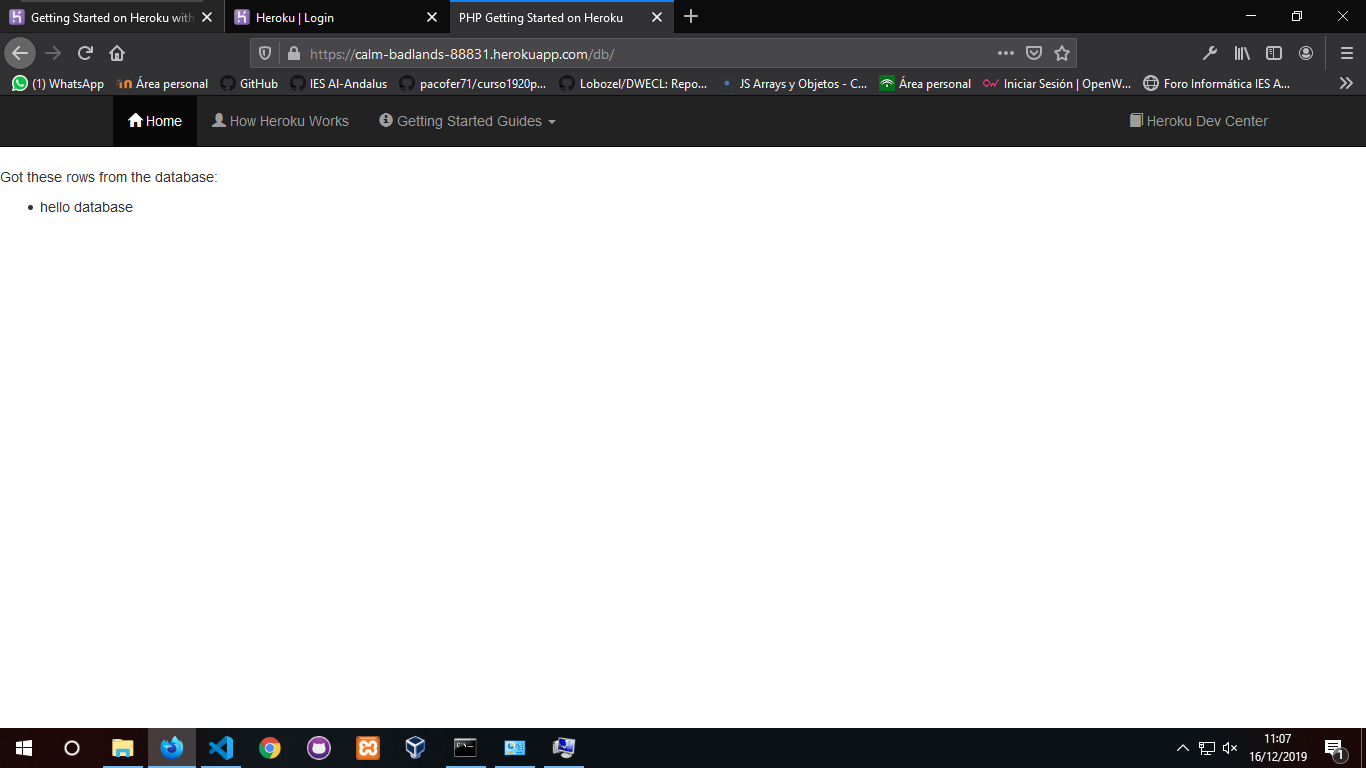 Getting Started on Heroku with
Heroku | Login
PHP Getting Started on Heroku
https://calm-badlands-88831.herokuapp.com/db/
(1) WhatsApp
Área personal
GitHub
IES Al-Andalus
pacofer71/curso1920p...
Lobozel/DWECL: Repo...
JS Arrays y Objetos - C...
Área personal
Iniciar Sesión | OpenW...
Foro Informática IES A...
Home
How Heroku Works
Getting Started Guides
Heroku Dev Center
Got these rows from the database:
hello database
11:07
16/12/2019
1